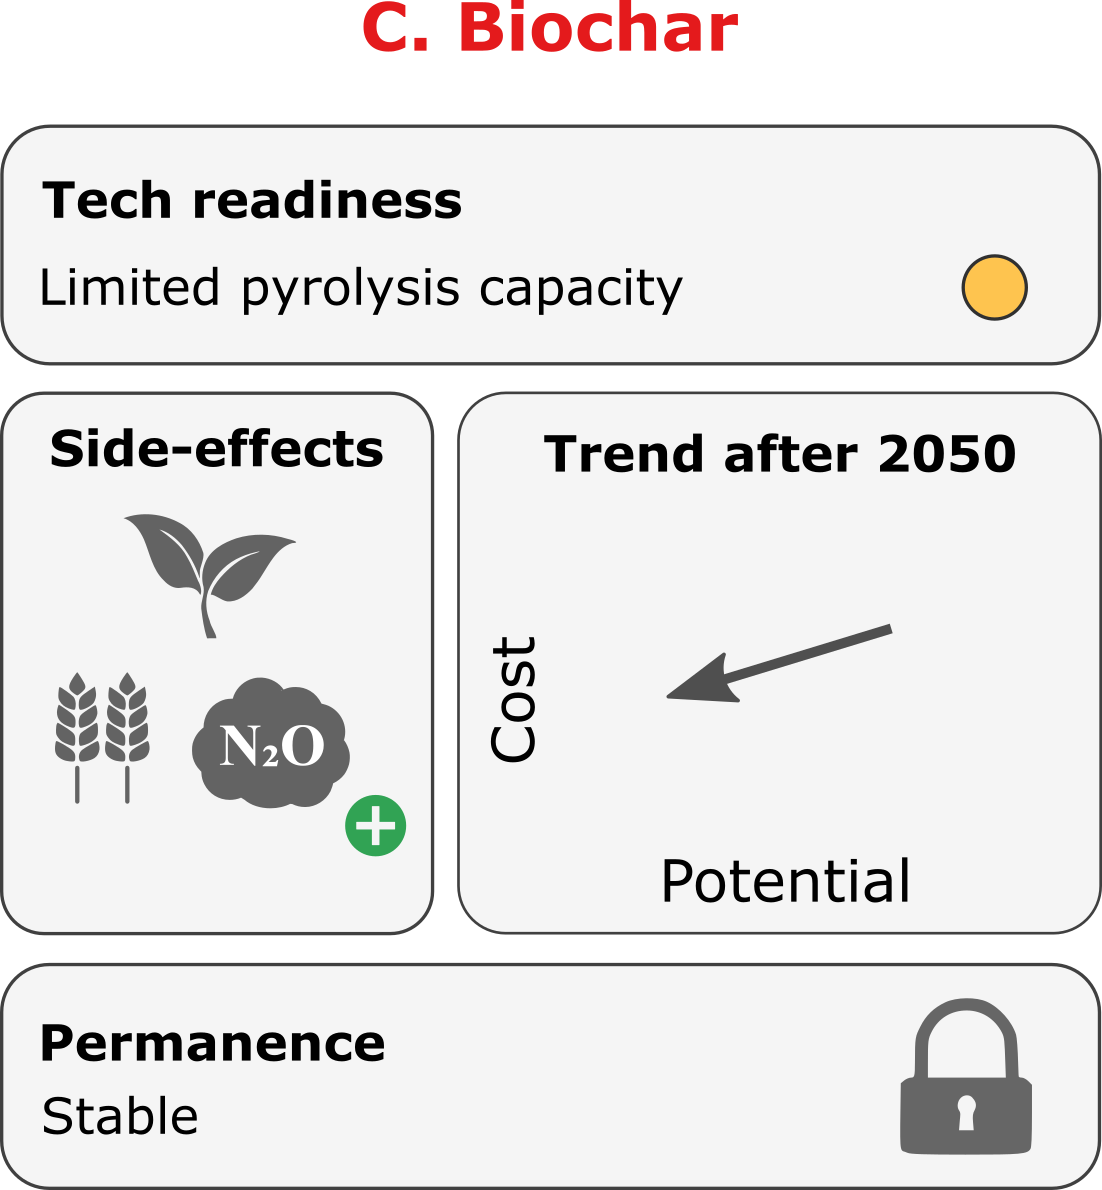 C. Biochar
Tech readiness
Limited pyrolysis capacity
Side-effects
N₂O
Trend after 2050
Cost
Potential
Permanence
Stable